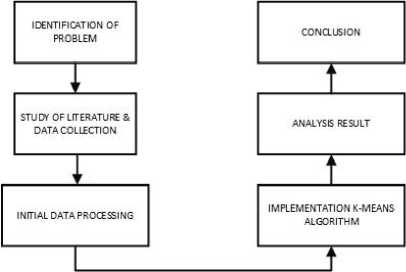 IDENTIFICATION OF
PROBLEM
STUDY OF LITERATURE &
DATA COLLECTION
INITIAL DATA PROCESSING
IMPLEMENTATION K-MEANS
ALGORITHM
ANALYSIS RESULT
CONCLUSION